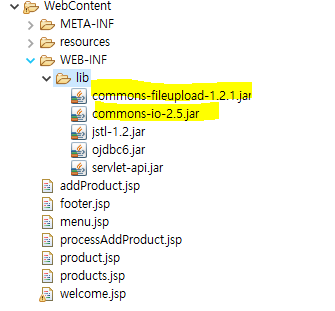 WebContent
META-INF
resources
WEB-INF
lib
commons-fileupload-1.2.1.jar
commons-io-2.5.jar
jstl-1.2.jar
ojdbc6.jar
servlet-api.jar
addProduct.jsp
footer.jsp
menu.jsp
processAddProduct.jsp
product.jsp
products.jsp
welcome.jsp